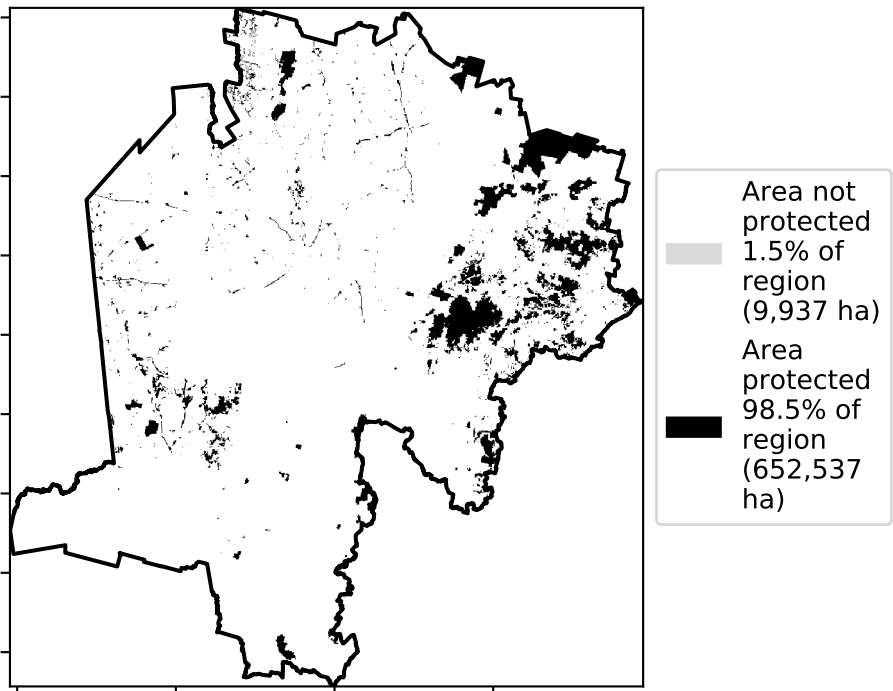 Area not
protected
1.5% of
region
(9,937 ha)
Area
protected
98.5% of
region
(652,537
ha)